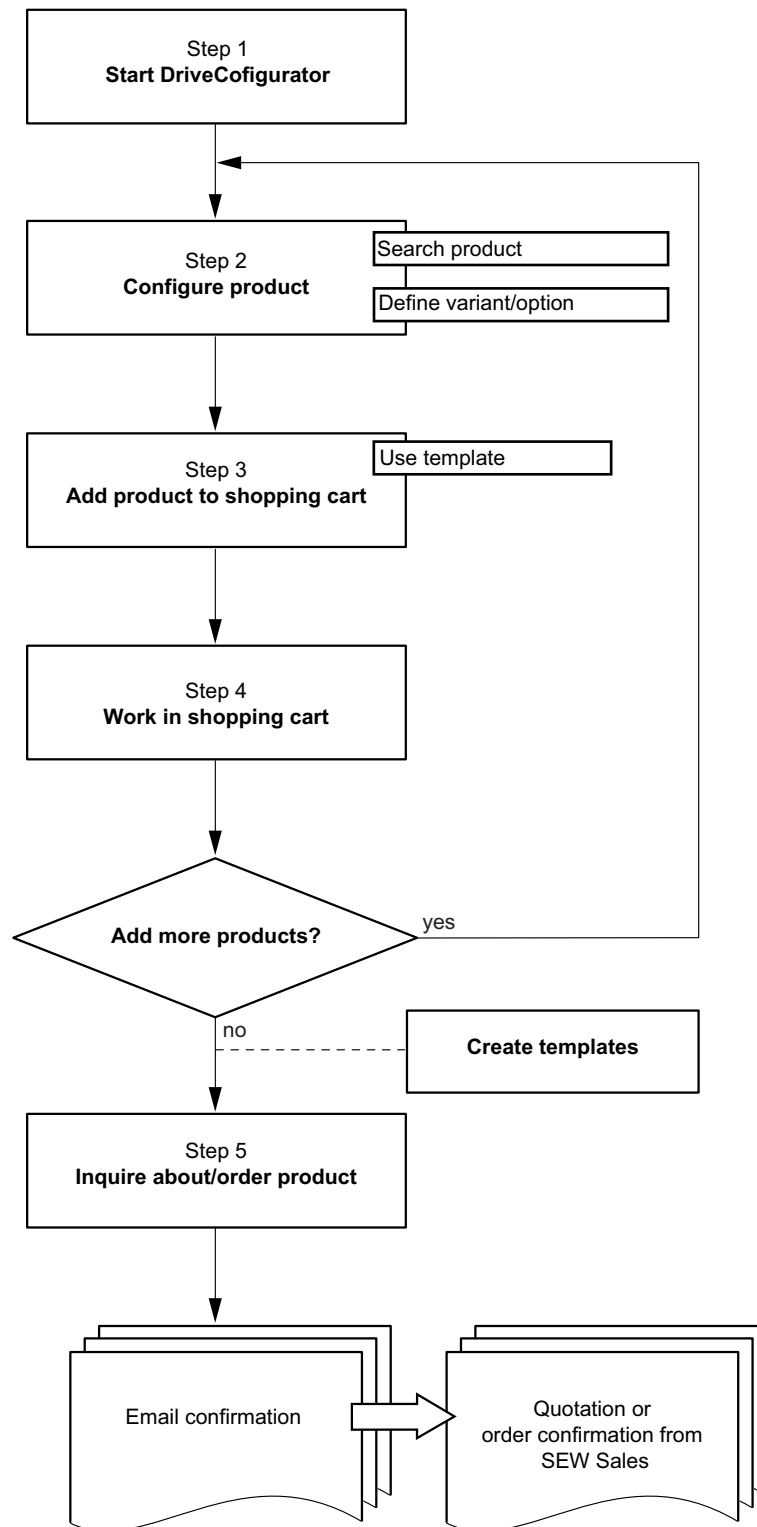 Step 1
Start DriveCofigurator
Step 2
Configure product
Search product
Define variant/option
Step 3
Add product to shopping cart
Use template
Step 4
Work in shopping cart
Add more products?
yes
no
Create templates
Step 5
Inquire about/order product
Email confirmation
Quotation or
order confirmation from
SEW Sales